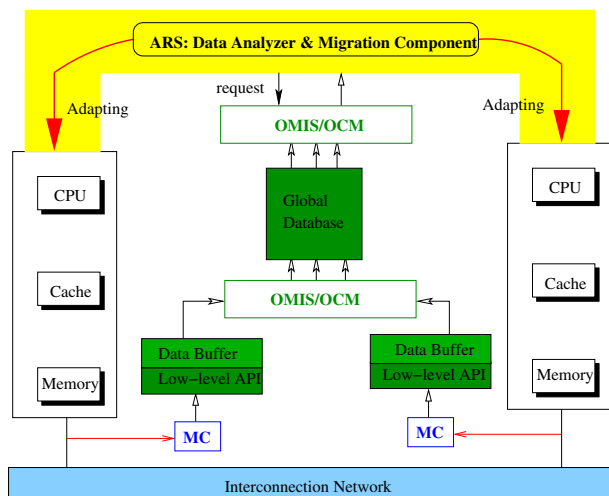 ARS: Data Analyzer & Migration Component
Adapting
request
Adapting
OMIS/OCM
CPU
Cache
Memory
Global
Database
CPU
Cache
Memory
OMIS/OCM
Data Buffer
Low−level API
Data Buffer
Low−level API
MC
MC
Interconnection Network